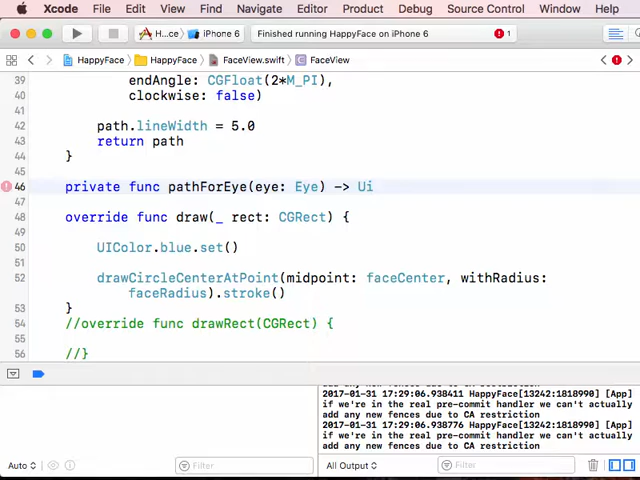 Xcode File Edit View Find Navigate Editor Product Debug Source Control Window Help
H...ce iPhone 6 Finished running HappyFace on iPhone 6 1
HappyFace HappyFace FaceView.swift FaceView
39 endAngle: CGFloat(2*M_PI),
40 clockwise: false)
41
42 path.lineWidth = 5.0
43 return path
44 }
45
46 private func pathForEye(eye: Eye) -> Ui
47
48 override func draw(_ rect: CGRect) {
49
50 UIColor.blue.set()
51
52 drawCircleCenterAtPoint(midpoint: faceCenter, withRadius:
faceRadius).stroke()
53 }
54 //override func drawRect(CGRect) {
55
56 //}
2017-01-31 17:29:06.938411 HappyFace[13242:1818990] [App]
if we're in the real pre-commit handler we can't actually
add any new fences due to CA restriction
2017-01-31 17:29:06.938776 HappyFace[13242:1818990] [App]
if we're in the real pre-commit handler we can't actually
add any new fences due to CA restriction
Auto Filter All Output Filter